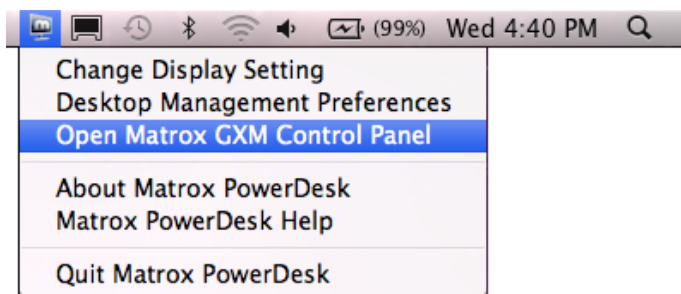 (99%) Wed 4:40 PM
Change Display Setting
Desktop Management Preferences
Open Matrox GXM Control Panel
About Matrox PowerDesk
Matrox PowerDesk Help
Quit Matrox PowerDesk